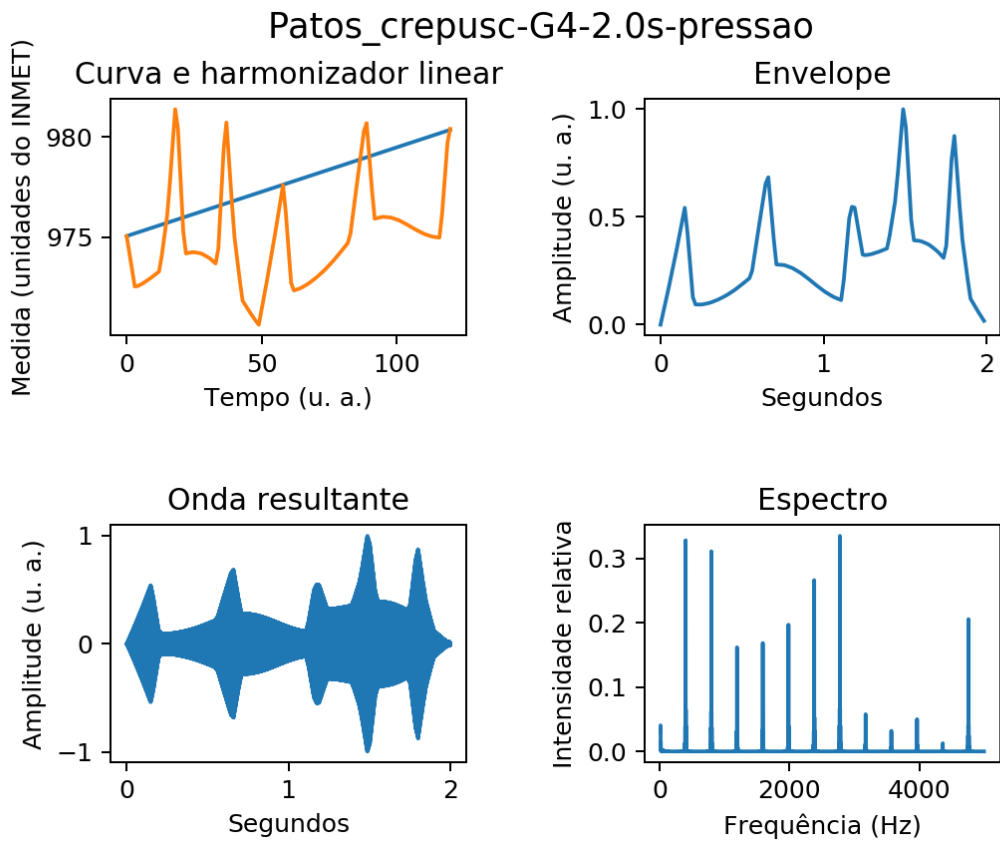 Patos_crepusc-G4-2.0s-pressao
Curva e harmonizador linear
Medida (unidades do INMET)
980
975
0 50 100
Tempo (u. a.)
Envelope
Amplitude (u. a.)
1.0
0.5
0.0
0 1 2
Segundos
Onda resultante
Amplitude (u. a.)
1
0
−1
0 1 2
Segundos
Espectro
Intensidade relativa
0.3
0.2
0.1
0.0
0 2000 4000
Frequência (Hz)